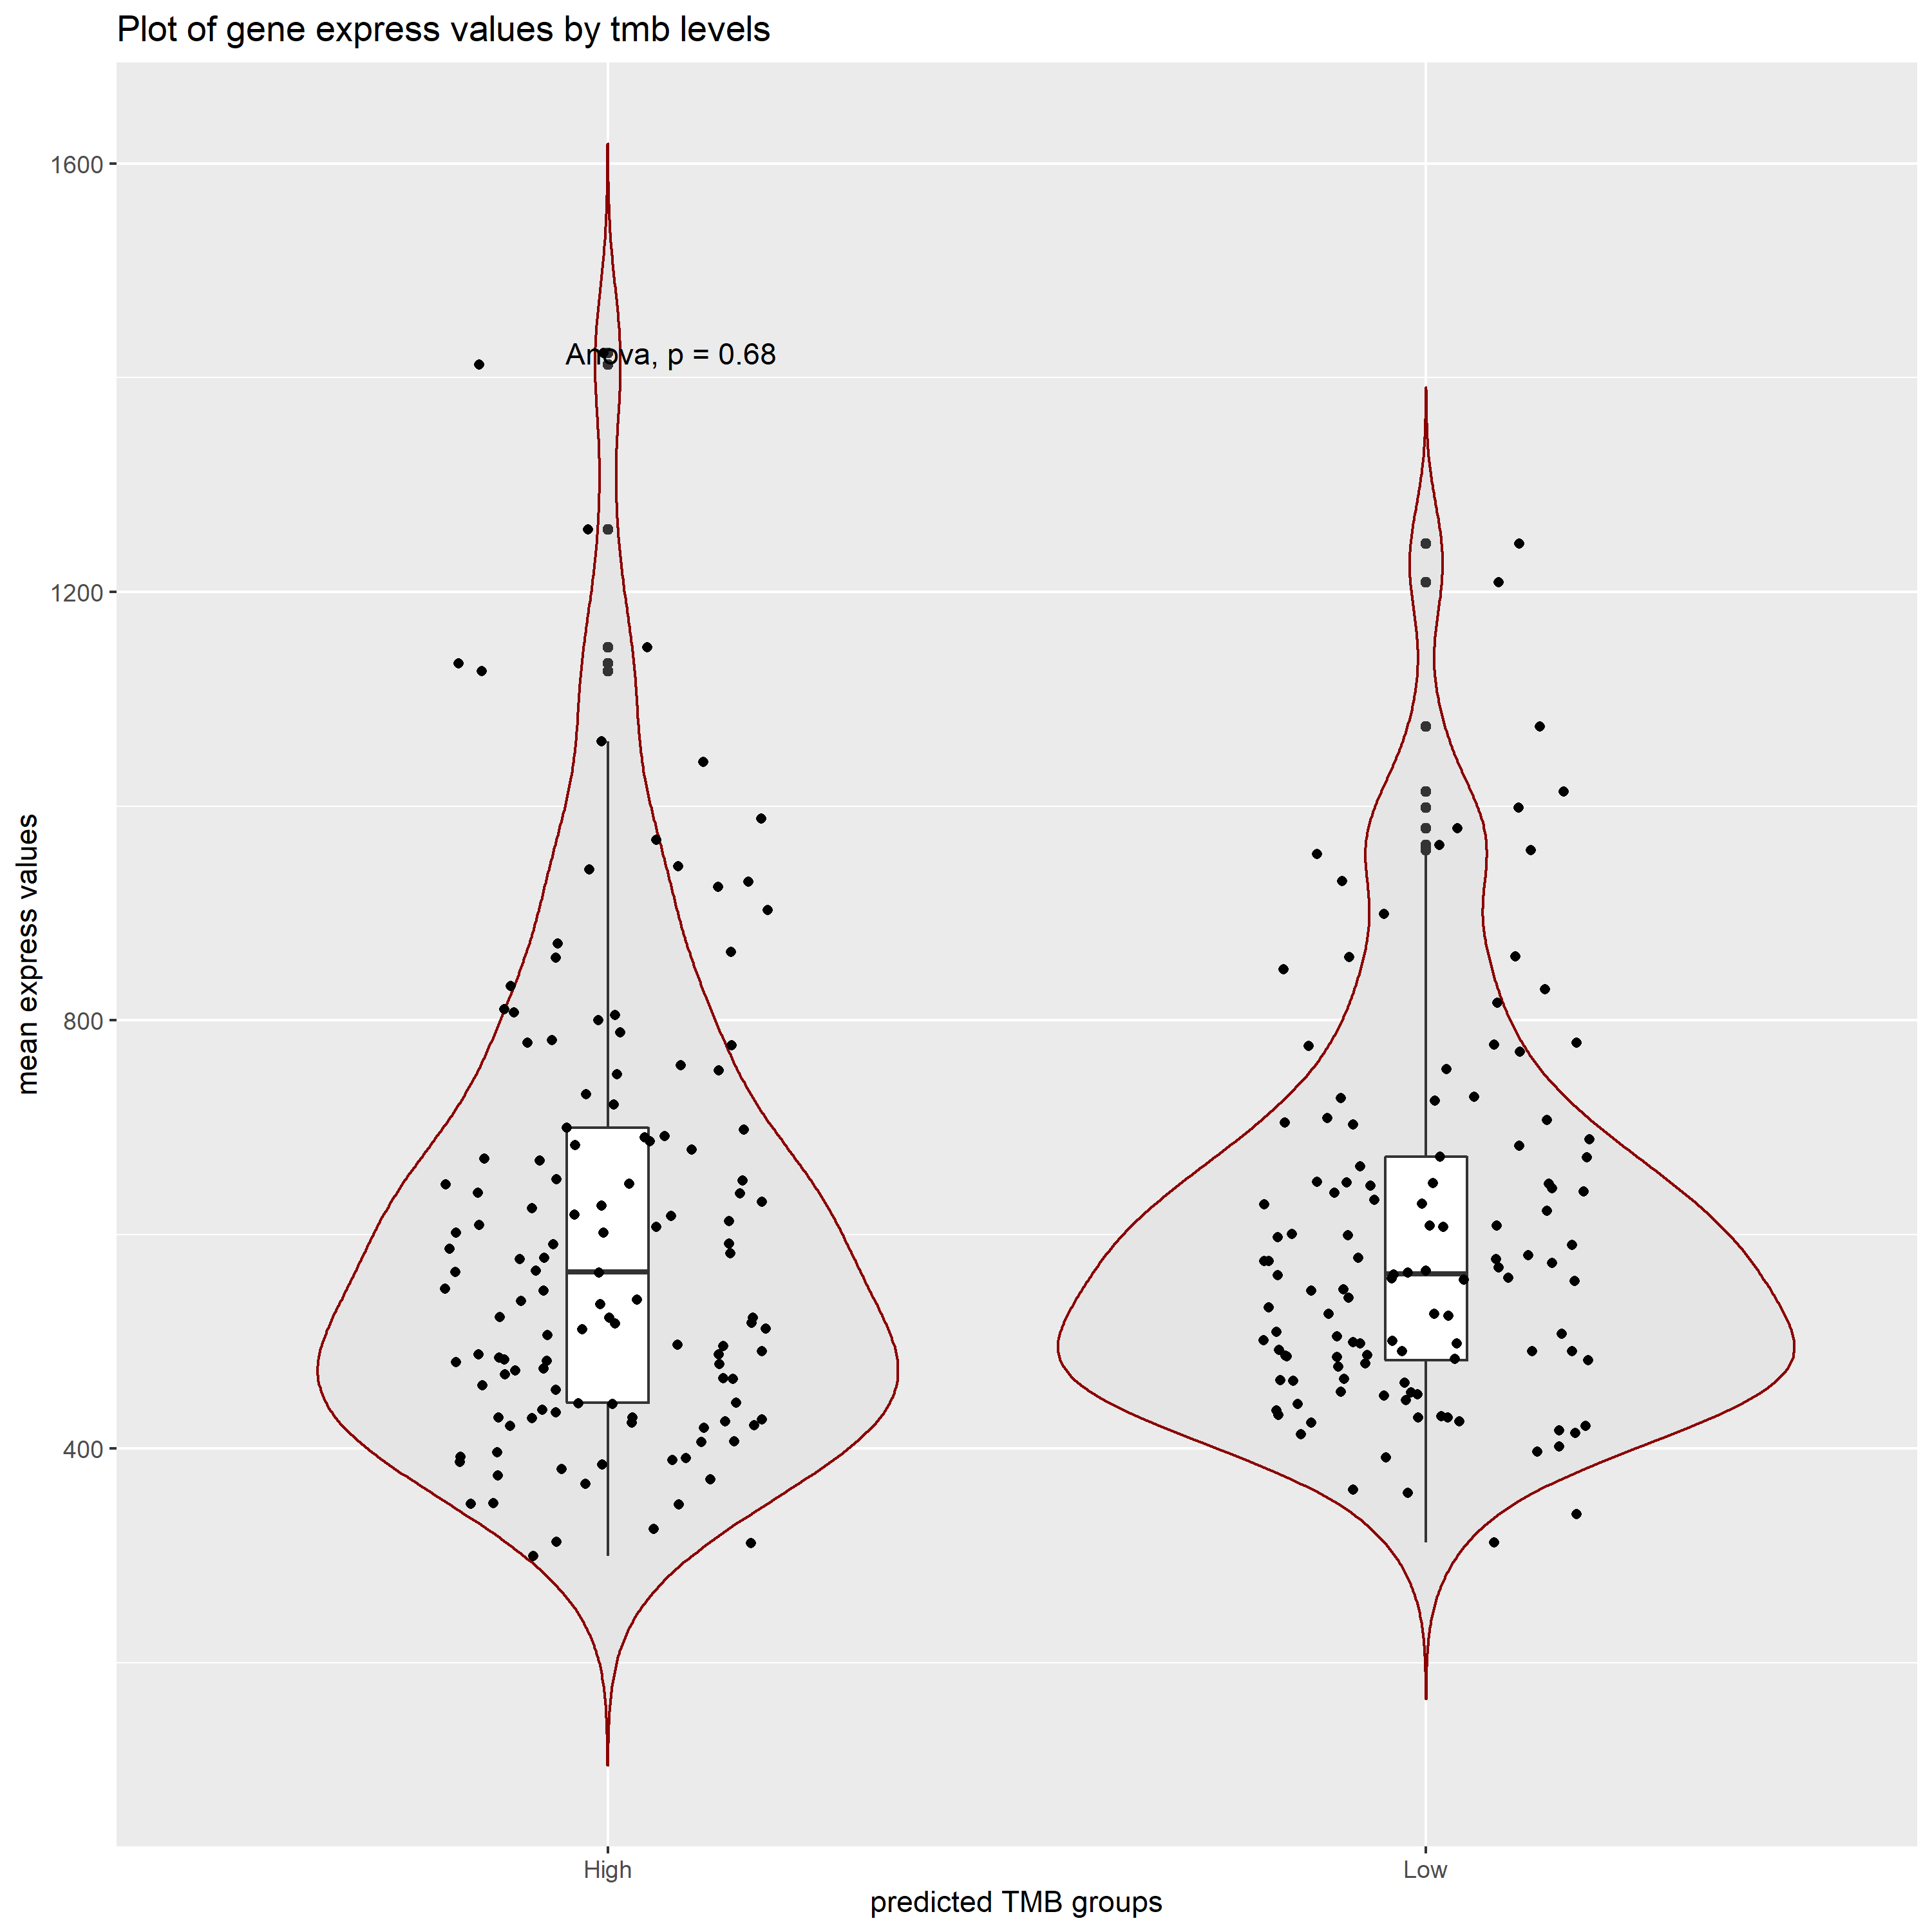 Plot of gene express values by tmb levels
1600
1200
800
400
mean express values
Anova, p = 0.68
High
Low
predicted TMB groups